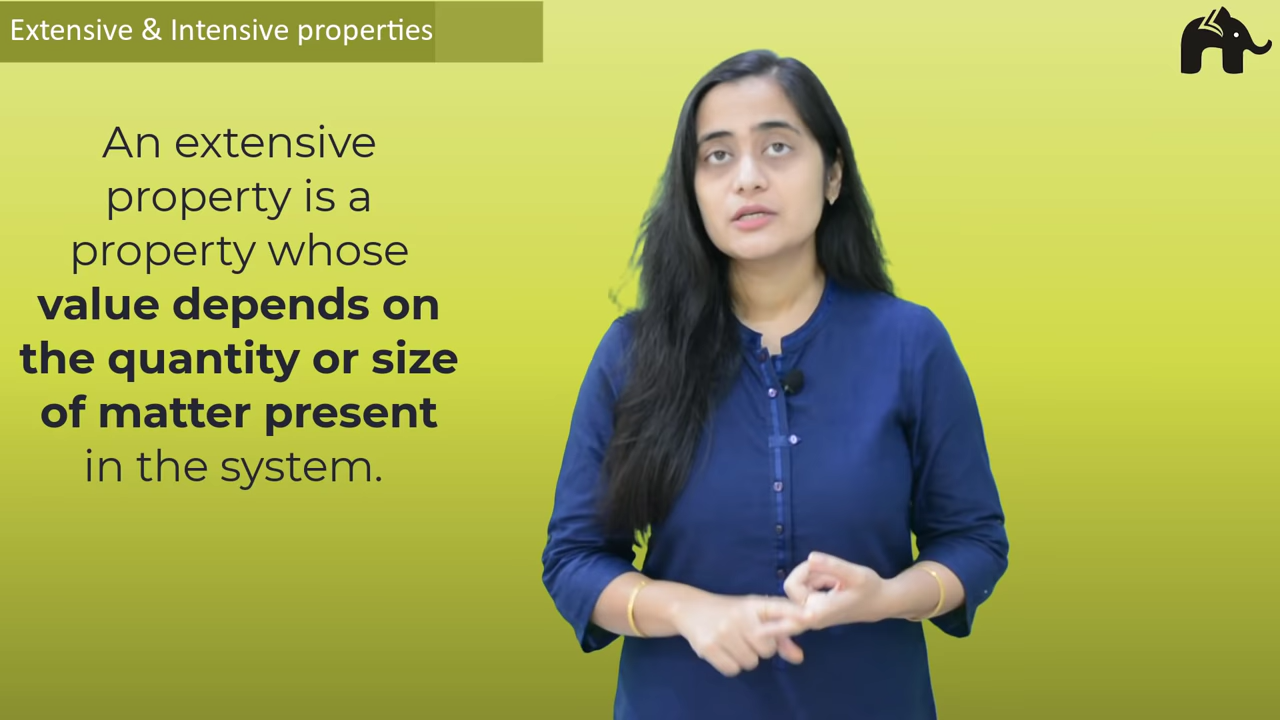 Extensive & Intensive properties
An extensive
property is a
property whose
value depends on
the quantity or size
of matter present
in the system.